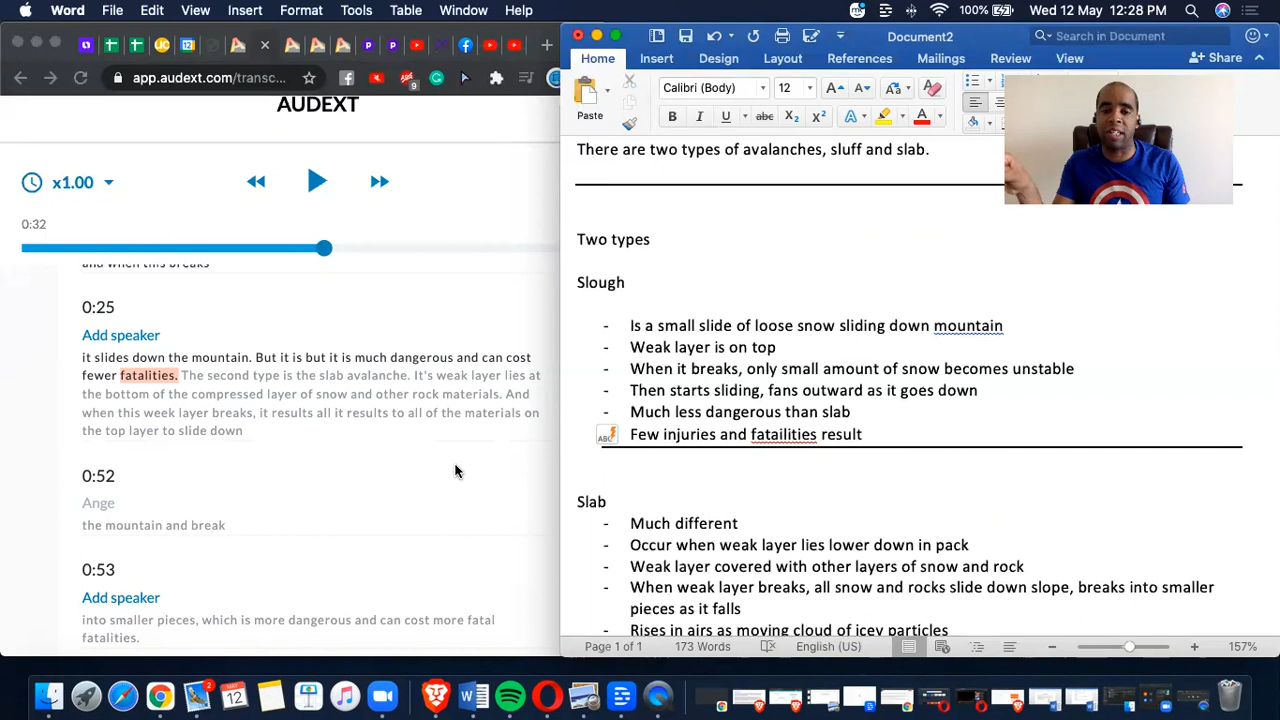 Word File Edit View Insert Format Tools Table Window Help 100% Wed 12 May 12:28 PM
Document2
Search in Document
app.audext.com/transc...
9
Home Insert Draw Design Layout References Mailings Review View Share
AUDEXT
Paste
Calibri (Body) 12
B I U abc X₂ X² A A
x1.00
0:32
There are two types of avalanches, sluff and slab.
Two types
Slough
- Is a small slide of loose snow sliding down mountain
- Weak layer is on top
- When it breaks, only small amount of snow becomes unstable
- Then starts sliding, fans outward as it goes down
- Much less dangerous than slab
ABC Few injuries and fatailities result
Slab
- Much different
- Occur when weak layer lies lower down in pack
- Weak layer covered with other layers of snow and rock
- When weak layer breaks, all snow and rocks slide down slope, breaks into smaller
pieces as it falls
- Rises in airs as moving cloud of icey particles
and when this breaks
0:25
Add speaker
it slides down the mountain. But it is but it is much dangerous and can cost
fewer fatalities. The second type is the slab avalanche. It's weak layer lies at
the bottom of the compressed layer of snow and other rock materials. And
when this week layer breaks, it results all it results to all of the materials on
the top layer to slide down
0:52
Ange
the mountain and break
0:53
Add speaker
into smaller pieces, which is more dangerous and can cost more fatal
fatalities.
Page 1 of 1 173 Words English (US) 157%